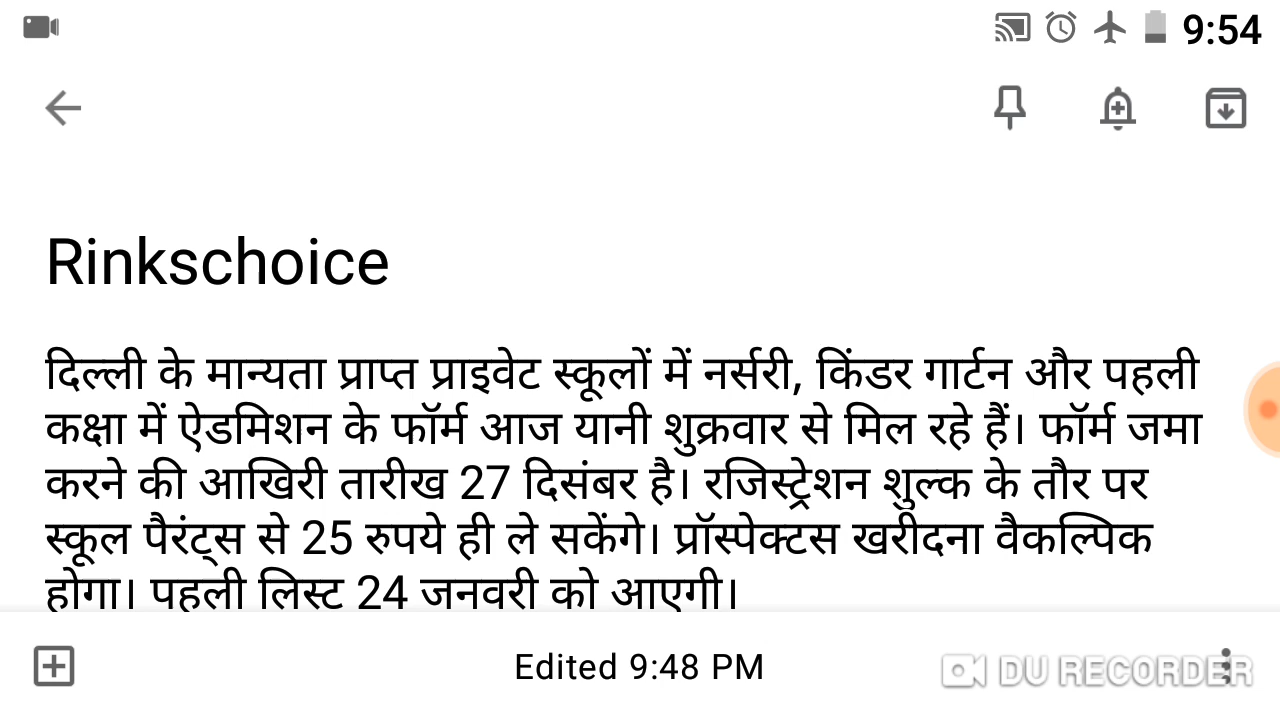 9:54
Rinkschoice
दिल्ली के मान्यता प्राप्त प्राइवेट स्कूलों में नर्सरी, किंडर गार्टन और पहली
कक्षा में ऐडमिशन के फॉर्म आज यानी शुक्रवार से मिल रहे हैं। फॉर्म जमा
करने की आखिरी तारीख 27 दिसंबर है। रजिस्ट्रेशन शुल्क के तौर पर
स्कूल पैरंट्स से 25 रुपये ही ले सकेंगे। प्रॉस्पेक्टस खरीदना वैकल्पिक
होगा। पहली लिस्ट 24 जनवरी को आएगी।
Edited 9:48 PM
DU RECORDER